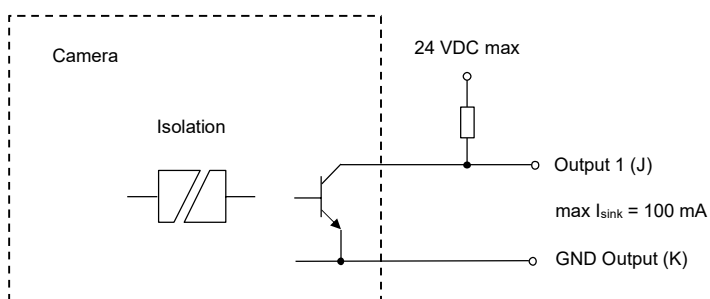 24 VDC max
Camera
Isolation
Output 1 (J)
max Isink = 100 mA
GND Output (K)